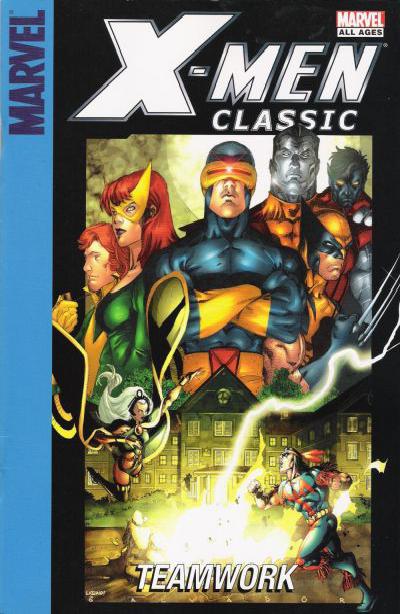 MARVEL
MARVEL
ALL AGES
X-MEN
CLASSIC
TEAMWORK